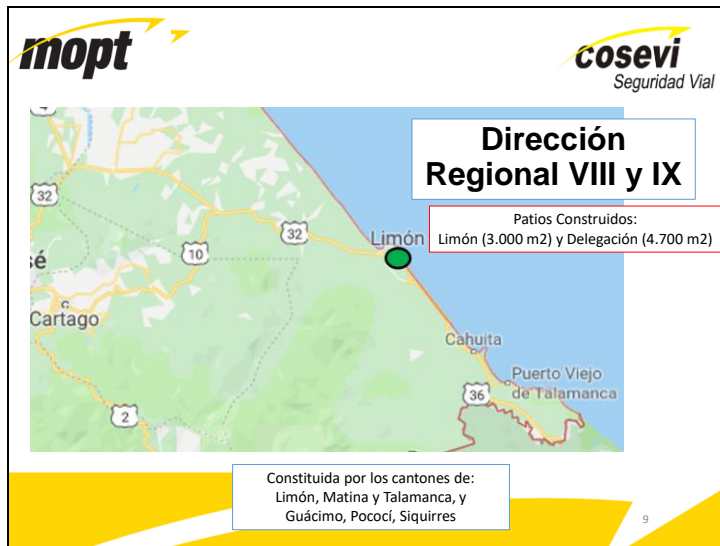 mopt
cosevi
Seguridad Vial
Dirección
Regional VIII y IX
Patios Construidos:
Limón (3.000 m2) y Delegación (4.700 m2)
4
32
32
Limón
10
sé
Cartago
Cahuita
Puerto Viejo
de Talamanca
36
2
Constituida por los cantones de:
Limón, Matina y Talamanca, y
Guácimo, Pococí, Siquirres
9